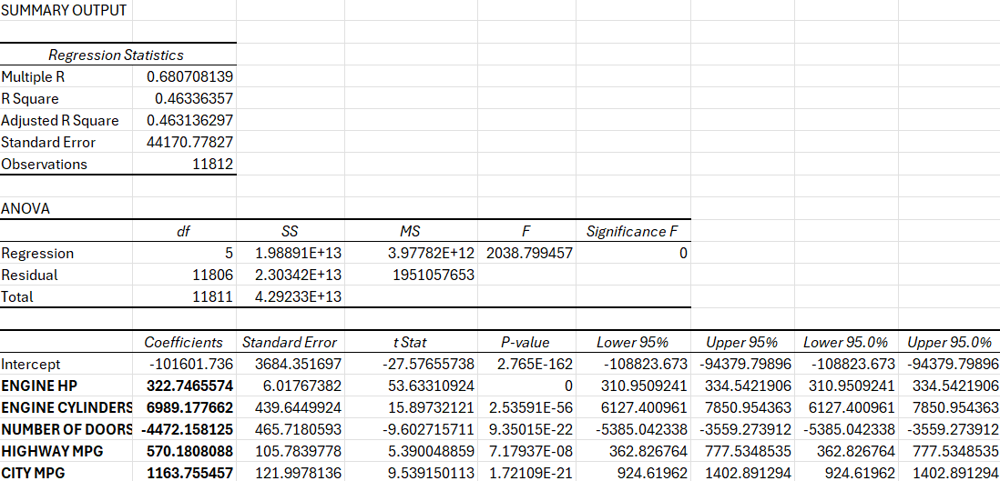 SUMMARY OUTPUT
Regression Statistics
Multiple R 0.680708139
R Square 0.46336357
Adjusted R Square 0.463136297
Standard Error 44170.77827
Observations 11812
ANOVA
df SS MS F Significance F
Regression 5 1.98891E+13 3.97782E+12 2038.799457 0
Residual 11806 2.30342E+13 1951057653
Total 11811 4.29233E+13
Coefficients Standard Error t Stat P-value Lower 95% Upper 95% Lower 95.0% Upper 95.0%
Intercept -101601.736 3684.351697 -27.57655738 2.765E-162 -108823.673 -94379.79896 -108823.673 -94379.79896
ENGINE HP 322.7465574 6.01767382 53.63310924 0 310.9509241 334.5421906 310.9509241 334.5421906
ENGINE CYLINDERS 6989.177662 439.6449924 15.89732121 2.53591E-56 6127.400961 7850.954363 6127.400961 7850.954363
NUMBER OF DOORS -4472.158125 465.7180593 -9.602715711 9.35015E-22 -5385.042338 -3559.273912 -5385.042338 -3559.273912
HIGHWAY MPG 570.1808088 105.7839778 5.390048859 7.17937E-08 362.826764 777.5348535 362.826764 777.5348535
CITY MPG 1163.755457 121.9978136 9.539150113 1.72109E-21 924.61962 1402.891294 924.61962 1402.891294